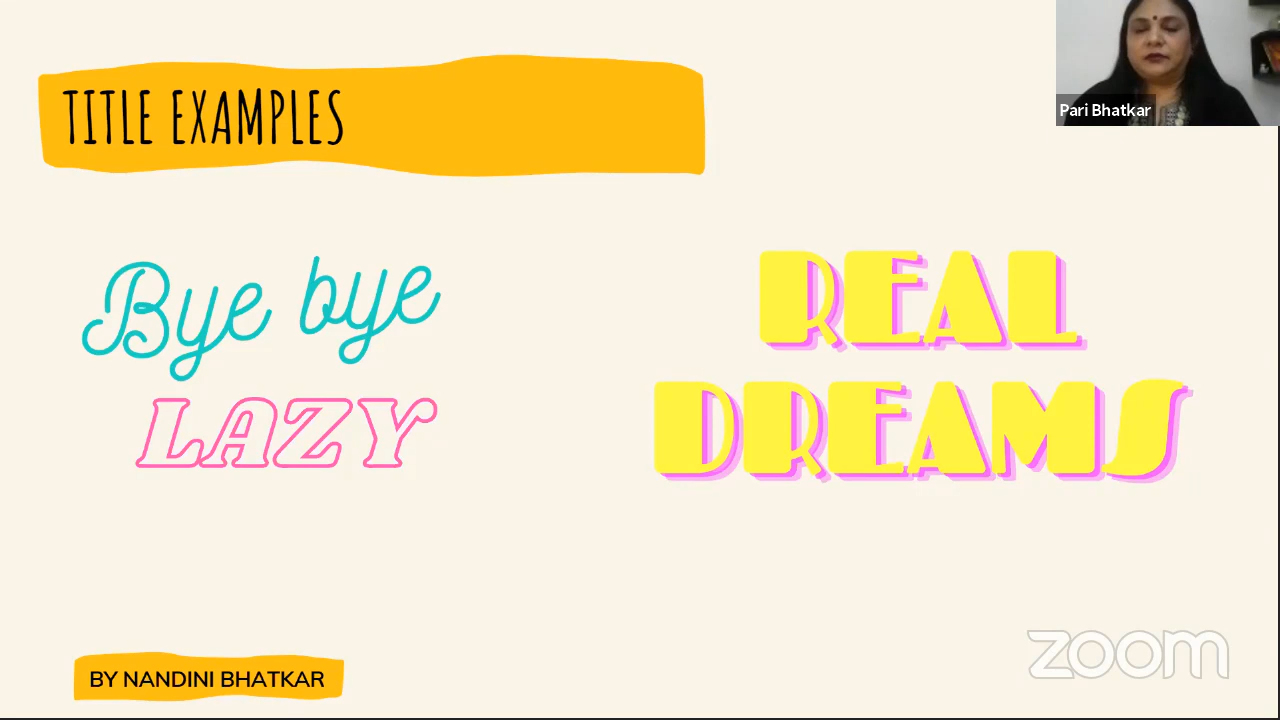 TITLE EXAMPLES
Pari Bhatkar
Bye bye
LAZY
REAL
DREAMS
BY NANDINI BHATKAR
zoom